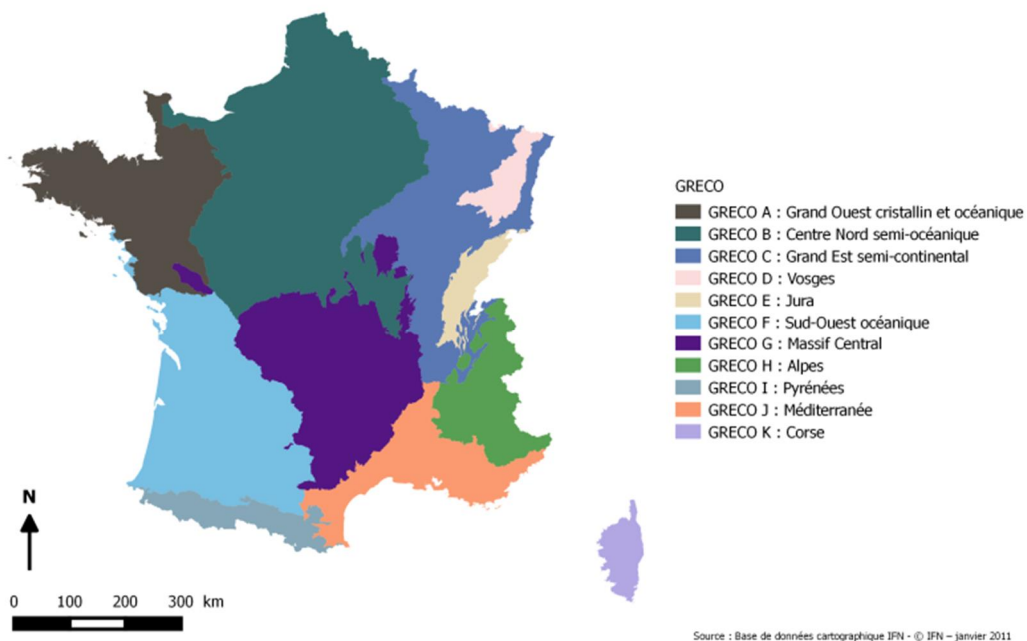 GRECO
GRECO A : Grand Ouest cristallin et océanique
GRECO B : Centre Nord semi-océanique
GRECO C : Grand Est semi-continental
GRECO D : Vosges
GRECO E : Jura
GRECO F : Sud-Ouest océanique
GRECO G : Massif Central
GRECO H : Alpes
GRECO I : Pyrénées
GRECO J : Méditerranée
GRECO K : Corse
N
0 100 200 300 km
Source : Base de données cartographique IFN - © IFN – janvier 2011